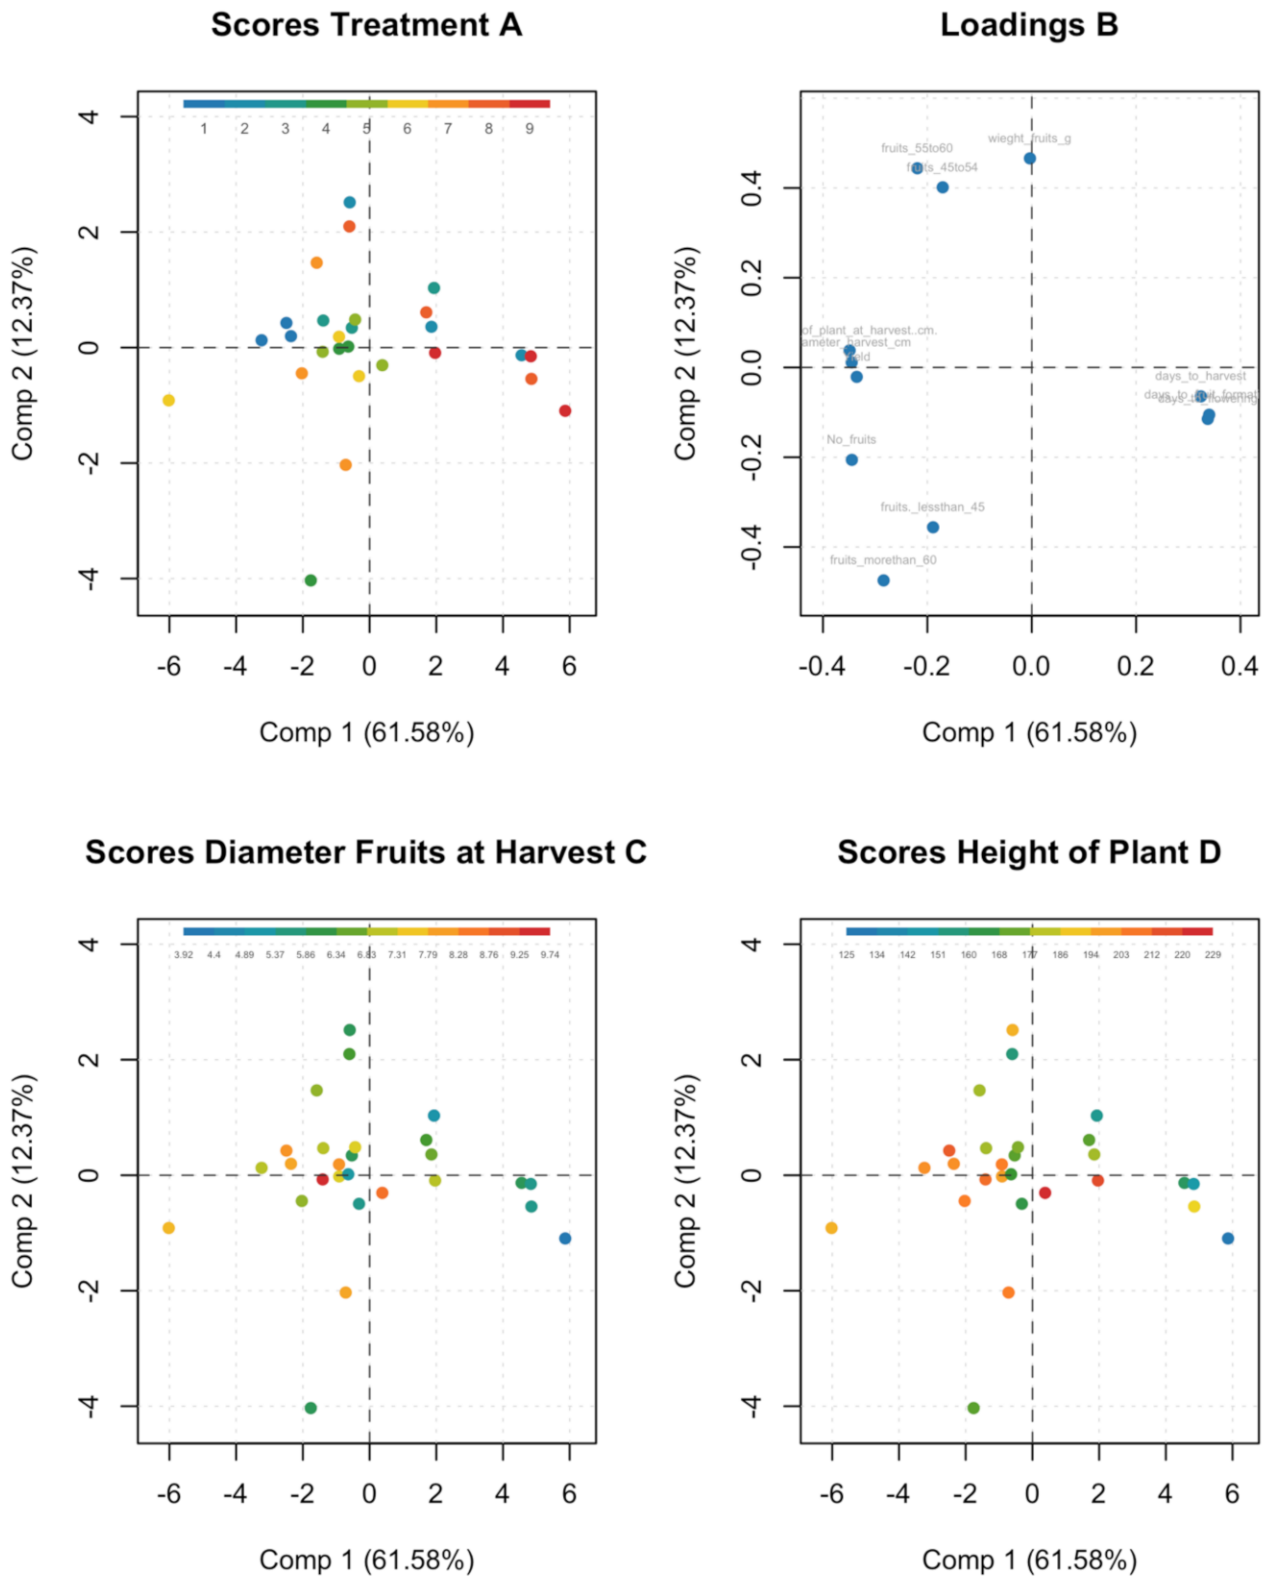 Scores Treatment A
1 2 3 4 5 6 7 8 9
4
2
0
-2
-4
-6 -4 -2 0 2 4 6
Comp 2 (12.37%)
Comp 1 (61.58%)
Loadings B
wieght_fruits_g
fruits_55to60
fruits_45to54
of_plant_at_harvest..cm.
ameter_harvest_cm
days_to_harvest
No_fruits
fruits._lessthan_45
fruits_morethan_60
0.4
0.2
0.0
-0.2
-0.4
-0.4 -0.2 0.0 0.2 0.4
Comp 2 (12.37%)
Comp 1 (61.58%)
Scores Diameter Fruits at Harvest C
3.92 4.4 4.89 5.37 5.86 6.34 6.83 7.31 7.79 8.28 8.76 9.25 9.74
4
2
0
-2
-4
-6 -4 -2 0 2 4 6
Comp 2 (12.37%)
Comp 1 (61.58%)
Scores Height of Plant D
125 134 142 151 160 168 177 186 194 203 212 220 229
4
2
0
-2
-4
-6 -4 -2 0 2 4 6
Comp 2 (12.37%)
Comp 1 (61.58%)